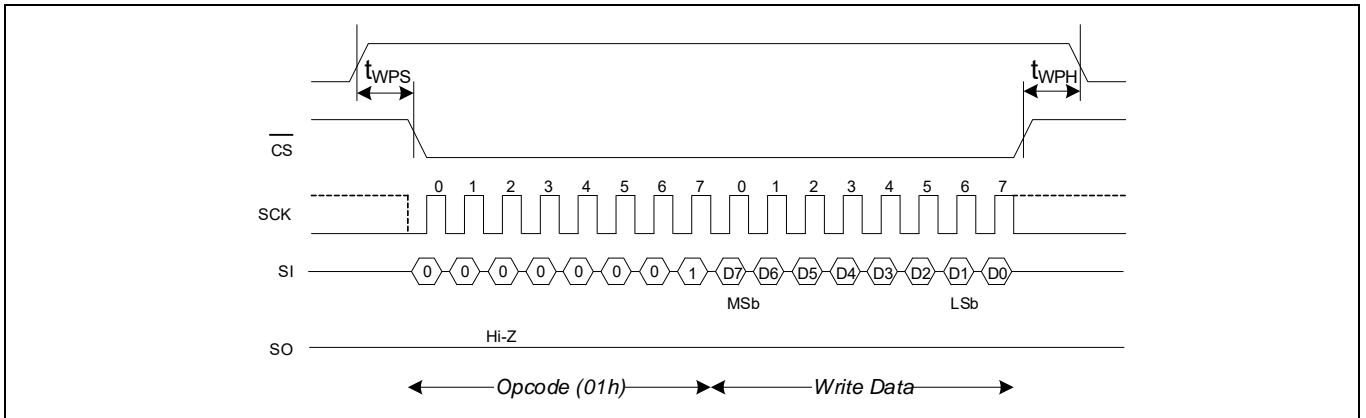 tWPS tWPH
CS
0 1 2 3 4 5 6 7 0 1 2 3 4 5 6 7
SCK
SI 0 0 0 0 0 0 0 1 D7 D6 D5 D4 D3 D2 D1 D0
MSb LSb
Hi-Z
SO
Opcode (01h) Write Data